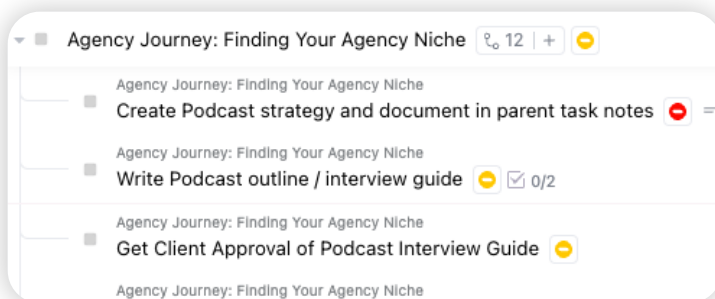 Agency Journey: Finding Your Agency Niche 12 | +
Agency Journey: Finding Your Agency Niche
Create Podcast strategy and document in parent task notes
Agency Journey: Finding Your Agency Niche
Write Podcast outline / interview guide 0/2
Agency Journey: Finding Your Agency Niche
Get Client Approval of Podcast Interview Guide
Agency Journey: Finding Your Agency Niche